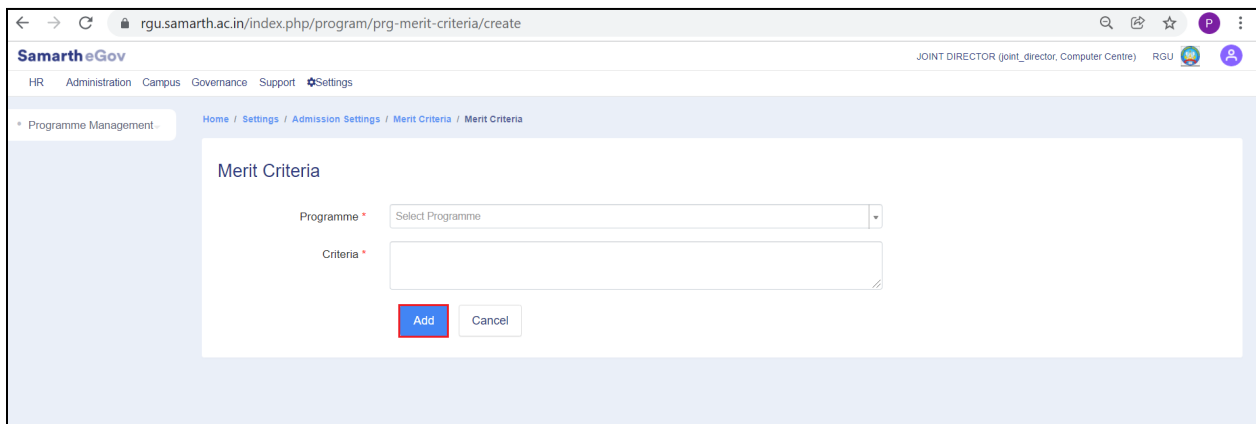 rgu.samarth.ac.in/index.php/program/prg-merit-criteria/create
P
Samarth eGov
JOINT DIRECTOR (joint_director, Computer Centre) RGU
HR Administration Campus Governance Support Settings
Programme Management
Home / Settings / Admission Settings / Merit Criteria / Merit Criteria
Merit Criteria
Programme * Select Programme
Criteria *
Add Cancel